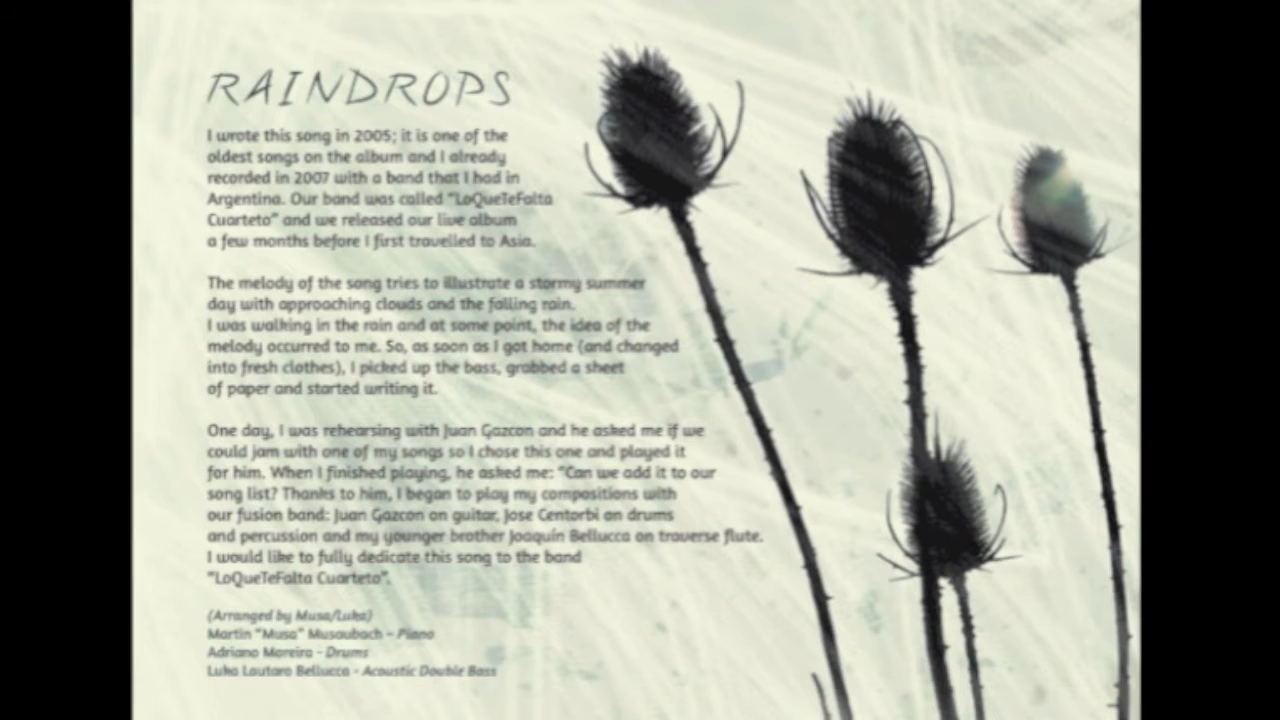 RAINDROPS
I wrote this song in 2005; it is one of the
oldest songs on the album and I already
recorded in 2007 with a band that I had in
Argentina. Our band was called "LoQueTeFalta
Cuarteto" and we released our live album
a few months before I first travelled to Asia.
The melody of the song tries to illustrate a stormy summer
day with approaching clouds and the falling rain.
I was walking in the rain and at some point, the idea of the
melody occurred to me. So, as soon as I got home (and changed
into fresh clothes), I picked up the bass, grabbed a sheet
of paper and started writing it.
One day, I was rehearsing with Juan Gazcon and he asked me if we
could jam with one of my songs so I chose this one and played it
for him. When I finished playing, he asked me: "Can we add it to our
song list? Thanks to him, I began to play my compositions with
our fusion band: Juan Gazcon on guitar, Jose Centorbi on drums
and percussion and my younger brother Joaquín Bellucca on traverse flute.
I would like to fully dedicate this song to the band
"LoQueTeFalta Cuarteto".
(Arranged by Musa/Luka)
Martin "Musa" Musaubach - Piano
Adriano Moreira - Drums
Luka Lautaro Bellucca - Acoustic Double Bass